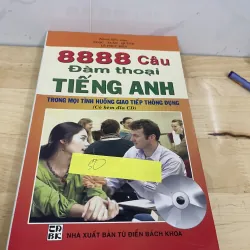 8888 Câu
Đàm thoại
TIẾNG ANH
TRONG MỌI TÌNH HUỐNG GIAO TIẾP THÔNG DỤNG
(Có kèm đĩa CD)
50
NHÀ XUẤT BẢN TỪ ĐIỂN BÁCH KHOA